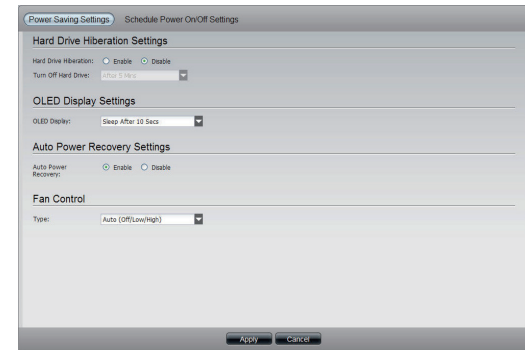 Power Saving Settings Schedule Power On/Off Settings
Hard Drive Hiberation Settings
Hard Drive Hiberation: Enable Disable
Turn Off Hard Drive: After 5 Mins
OLED Display Settings
OLED Display: Sleep After 10 Secs
Auto Power Recovery Settings
Auto Power Enable Disable
Recovery:
Fan Control
Type: Auto (Off/Low/High)
Apply Cancel